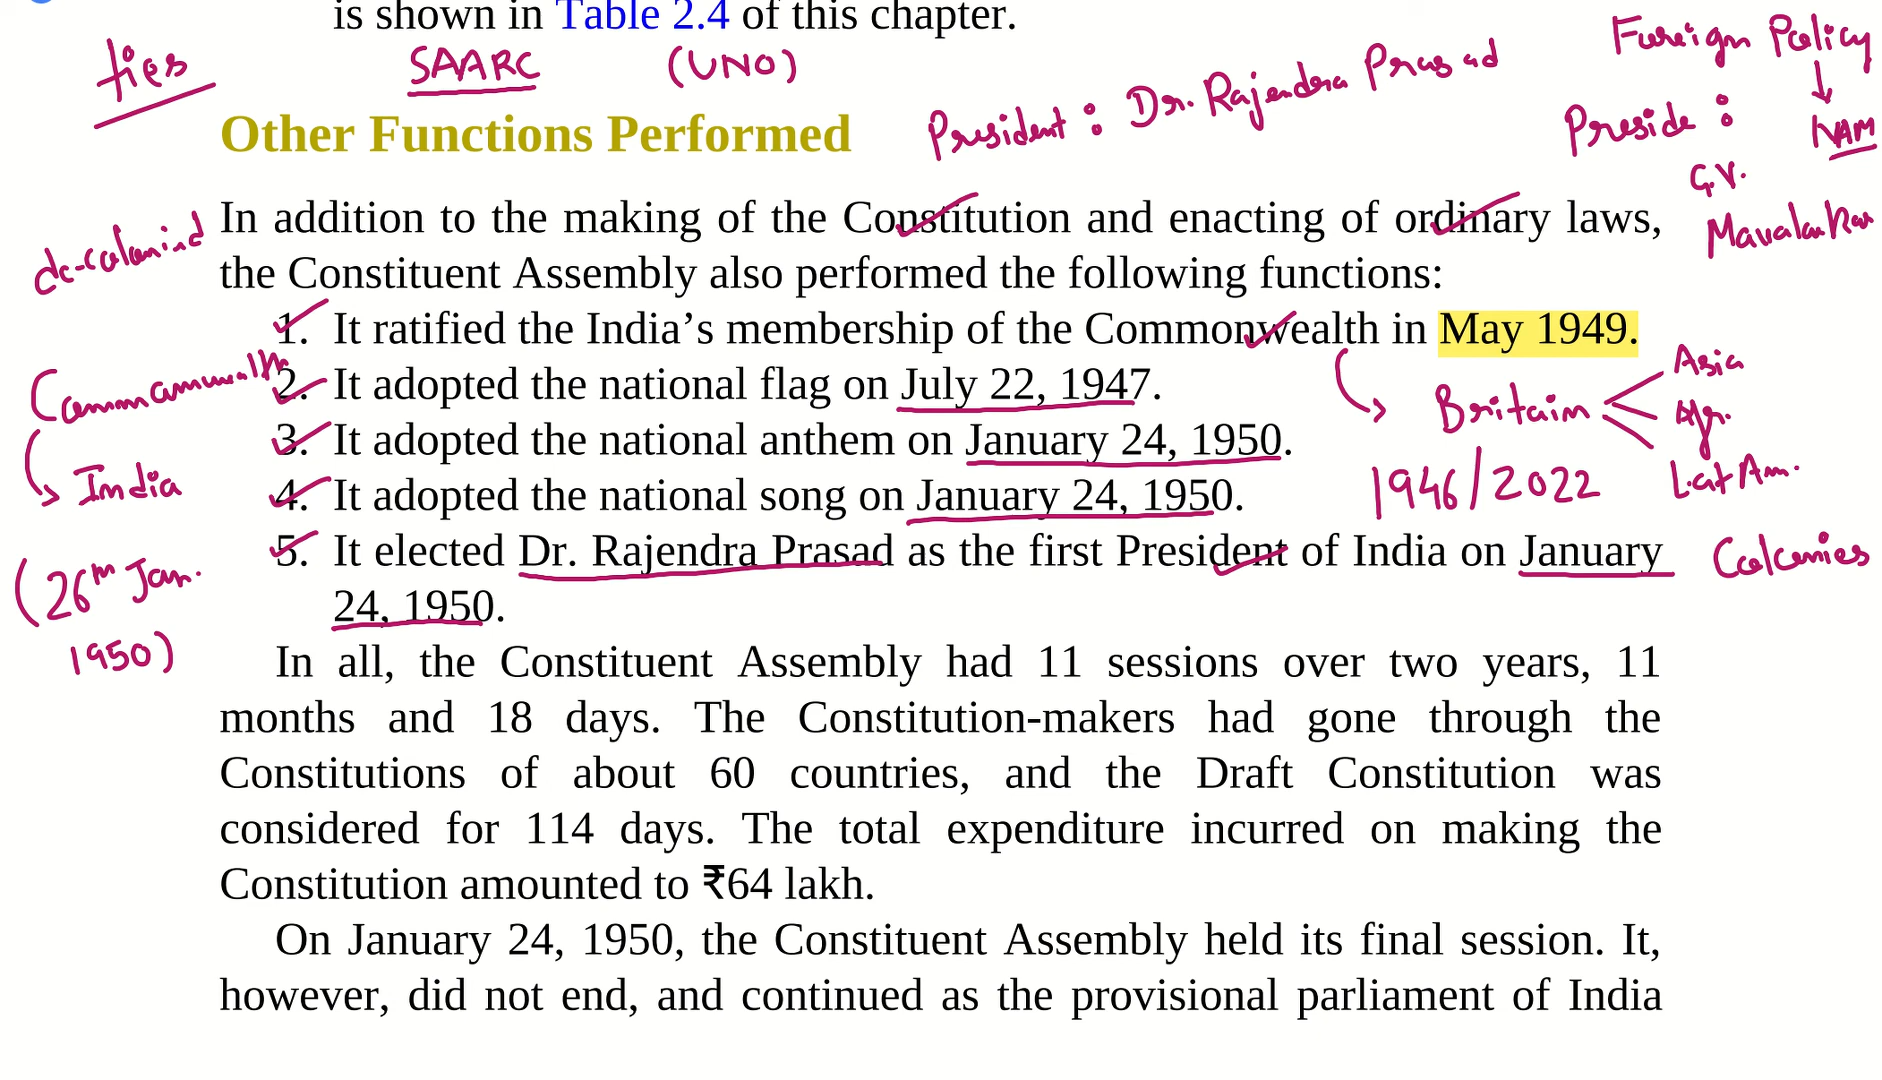 is shown in Table 2.4 of this chapter.
Foreign Policy
ties
SAARC (UNO)
President : Dr. Rajendra Prasad
Preside :
NAM
Other Functions Performed
G.V.
Mavalankar
de-colonised
In addition to the making of the Constitution and enacting of ordinary laws,
the Constituent Assembly also performed the following functions:
1. It ratified the India’s membership of the Commonwealth in May 1949.
Commonwealth
2. It adopted the national flag on July 22, 1947.
Britain
Asia
Afr.
Lat Am.
3. It adopted the national anthem on January 24, 1950.
India
4. It adopted the national song on January 24, 1950.
1946/2022
5. It elected Dr. Rajendra Prasad as the first President of India on January
Colonies
24, 1950.
(26th Jan.
1950)
In all, the Constituent Assembly had 11 sessions over two years, 11
months and 18 days. The Constitution-makers had gone through the
Constitutions of about 60 countries, and the Draft Constitution was
considered for 114 days. The total expenditure incurred on making the
Constitution amounted to ₹64 lakh.
On January 24, 1950, the Constituent Assembly held its final session. It,
however, did not end, and continued as the provisional parliament of India